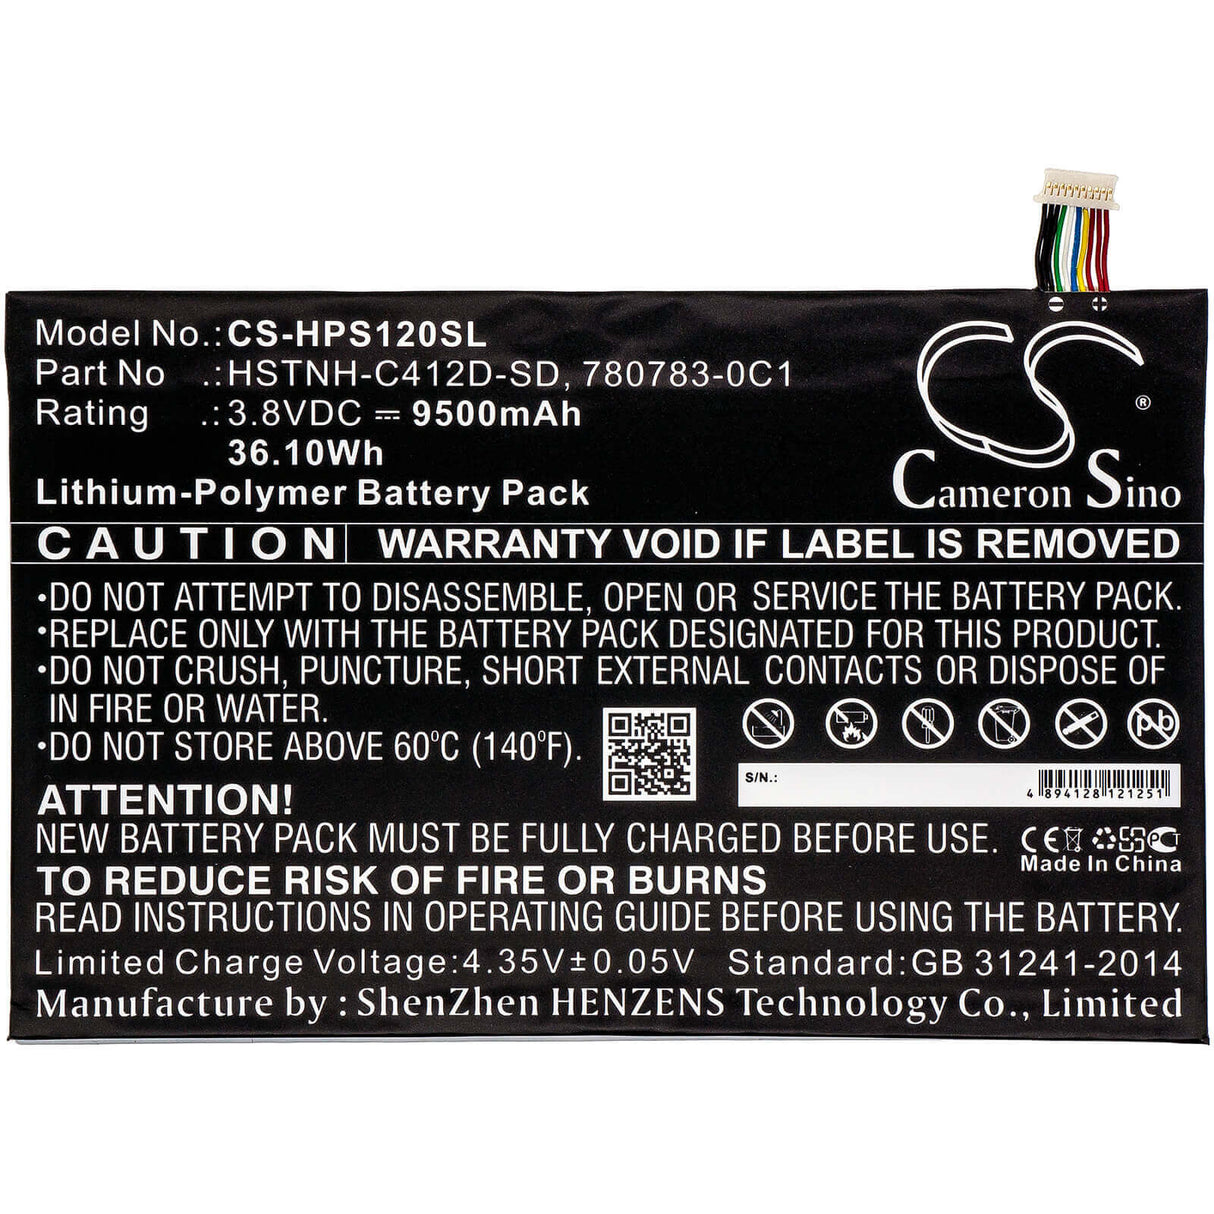 Model No.: CS-HPS120SL
Part No .: HSTNH-C412D-SD, 780783-0C1
Rating .: 3.8VDC ⎓ 9500mAh
36.10Wh
Lithium-Polymer Battery Pack
CS ®
Cameron Sino
CAUTION WARRANTY VOID IF LABEL IS REMOVED
•DO NOT ATTEMPT TO DISASSEMBLE, OPEN OR SERVICE THE BATTERY PACK.
•REPLACE ONLY WITH THE BATTERY PACK DESIGNATED FOR THIS PRODUCT.
•DO NOT CRUSH, PUNCTURE, SHORT EXTERNAL CONTACTS OR DISPOSE OF
IN FIRE OR WATER.
•DO NOT STORE ABOVE 60°C (140°F).
Pb
S/N.:
4 894128 121251
ATTENTION!
NEW BATTERY PACK MUST BE FULLY CHARGED BEFORE USE.
CE PCT
Made In China
TO REDUCE RISK OF FIRE OR BURNS
READ INSTRUCTIONS IN OPERATING GUIDE BEFORE USING THE BATTERY.
Limited Charge Voltage:4.35V±0.05V Standard:GB 31241-2014
Manufacture by : ShenZhen HENZENS Technology Co., Limited